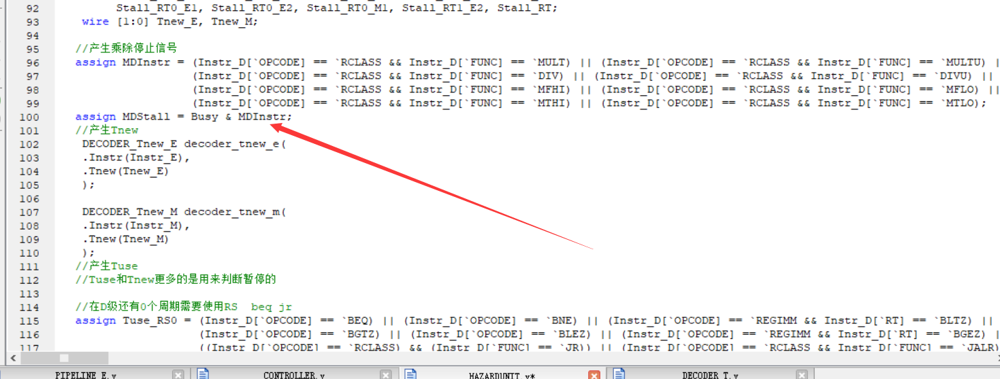 92 Stall_RT0_E1, Stall_RT0_E2, Stall_RT0_M1, Stall_RT1_E2, Stall_RT;
93 wire [1:0] Tnew_E, Tnew_M;
94
95 //产生乘除停止信号
96 assign MDInstr = (Instr_D[`OPCODE] == `RCLASS && Instr_D[`FUNC] == `MULT) || (Instr_D[`OPCODE] == `RCLASS && Instr_D[`FUNC] == `MULTU) |
97 (Instr_D[`OPCODE] == `RCLASS && Instr_D[`FUNC] == `DIV) || (Instr_D[`OPCODE] == `RCLASS && Instr_D[`FUNC] == `DIVU) ||
98 (Instr_D[`OPCODE] == `RCLASS && Instr_D[`FUNC] == `MFHI) || (Instr_D[`OPCODE] == `RCLASS && Instr_D[`FUNC] == `MFLO) ||
99 (Instr_D[`OPCODE] == `RCLASS && Instr_D[`FUNC] == `MTHI) || (Instr_D[`OPCODE] == `RCLASS && Instr_D[`FUNC] == `MTLO);
100 assign MDStall = Busy & MDInstr;
101 //产生Tnew
102 DECODER_Tnew_E decoder_tnew_e(
103 .Instr(Instr_E),
104 .Tnew(Tnew_E)
105 );
106
107 DECODER_Tnew_M decoder_tnew_m(
108 .Instr(Instr_M),
109 .Tnew(Tnew_M)
110 );
111 //产生Tuse
112 //Tuse和Tnew更多的是用来判断暂停的
113
114 //在D级还有0个周期需要使用RS beq jr
115 assign Tuse_RS0 = (Instr_D[`OPCODE] == `BEQ) || (Instr_D[`OPCODE] == `BNE) || (Instr_D[`OPCODE] == `REGIMM && Instr_D[`RT] == `BLTZ) ||
116 (Instr_D[`OPCODE] == `BGTZ) || (Instr_D[`OPCODE] == `BLEZ) || (Instr_D[`OPCODE] == `REGIMM && Instr_D[`RT] == `BGEZ) |
117 ((Instr_D[`OPCODE] == `RCLASS) && (Instr_D[`FUNC] == `JR)) || (Instr_D[`OPCODE] == `RCLASS && Instr_D[`FUNC] == `JALR)
PIPELINE_E.v CONTROLLER.v HAZARDUNIT.v* DECODER_T.v